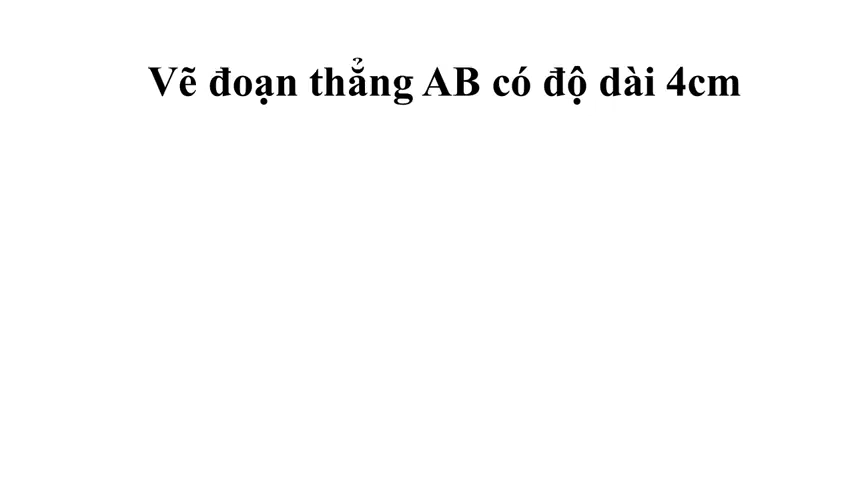 Vẽ đoạn thẳng AB có độ dài 4cm